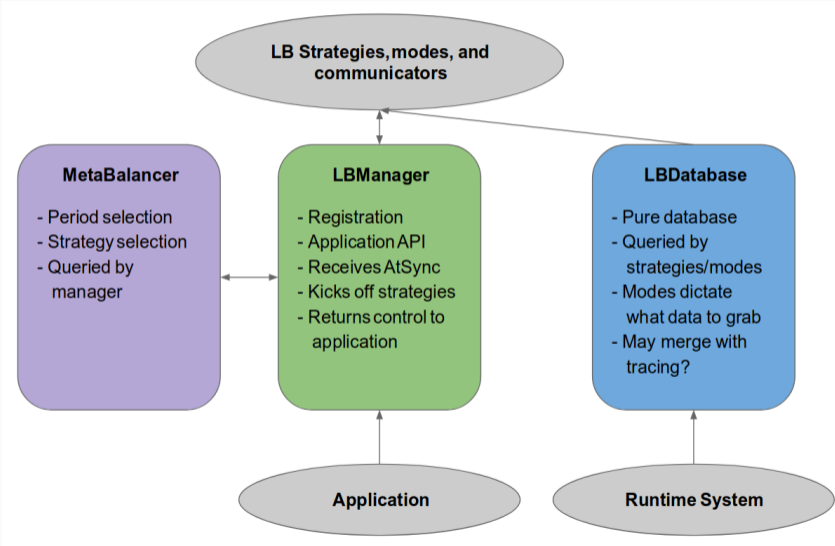 LB Strategies, modes, and
communicators
MetaBalancer
- Period selection
- Strategy selection
- Queried by
manager
LBManager
- Registration
- Application API
- Receives AtSync
- Kicks off strategies
- Returns control to
application
LBDatabase
- Pure database
- Queried by
strategies/modes
- Modes dictate
what data to grab
- May merge with
tracing?
Application
Runtime System